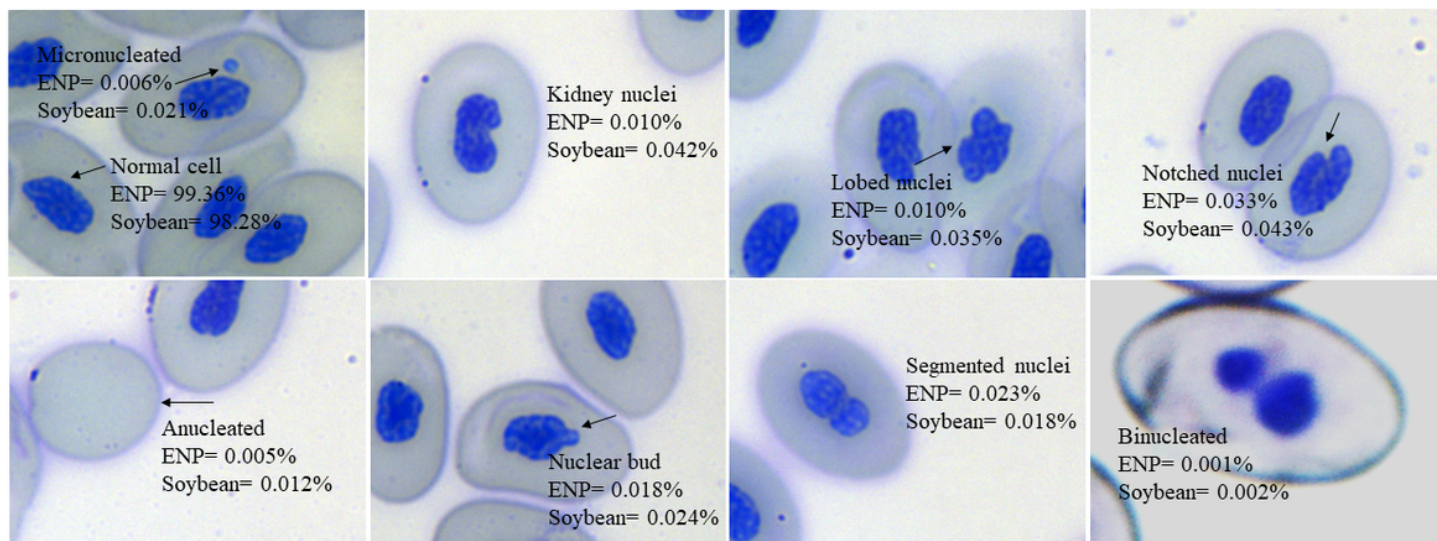 Micronucleated
ENP= 0.006%
Soybean= 0.021%
Normal cell
ENP= 99.36%
Soybean= 98.28%
Kidney nuclei
ENP= 0.010%
Soybean= 0.042%
Lobed nuclei
ENP= 0.010%
Soybean= 0.035%
Notched nuclei
ENP= 0.033%
Soybean= 0.043%
Anucleated
ENP= 0.005%
Soybean= 0.012%
Nuclear bud
ENP= 0.018%
Soybean= 0.024%
Segmented nuclei
ENP= 0.023%
Soybean= 0.018%
Binucleated
ENP= 0.001%
Soybean= 0.002%